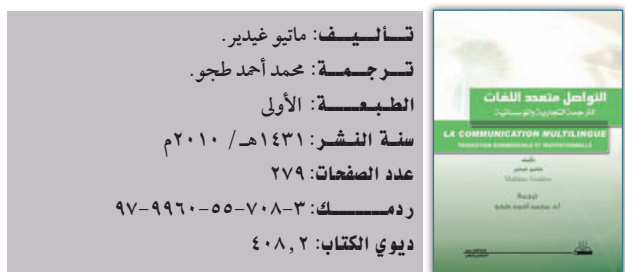 تأليف: ماتيو غيدير.
ترجمة: محمد أحمد طجو.
الطبعة: الأولى
سنة النشر: ١٤٣١هـ/ ٢٠١٠م
عدد الصفحات: ٢٧٩
ردمك: ٣-٧٠٨-٥٥-٩٩٦٠-٩٧
ديوي الكتاب: ٤٠٨,٢
التواصل متعدد اللغات
الترجمة التجارية والمؤسساتية
LA COMMUNICATION MULTILINGUE
TRADUCTION COMMERCIALE ET INSTITUTIONNELLE
تأليف
ماتيو غيدير
Mathieu Guidère
ترجمة
أ.د. محمد أحمد طجو